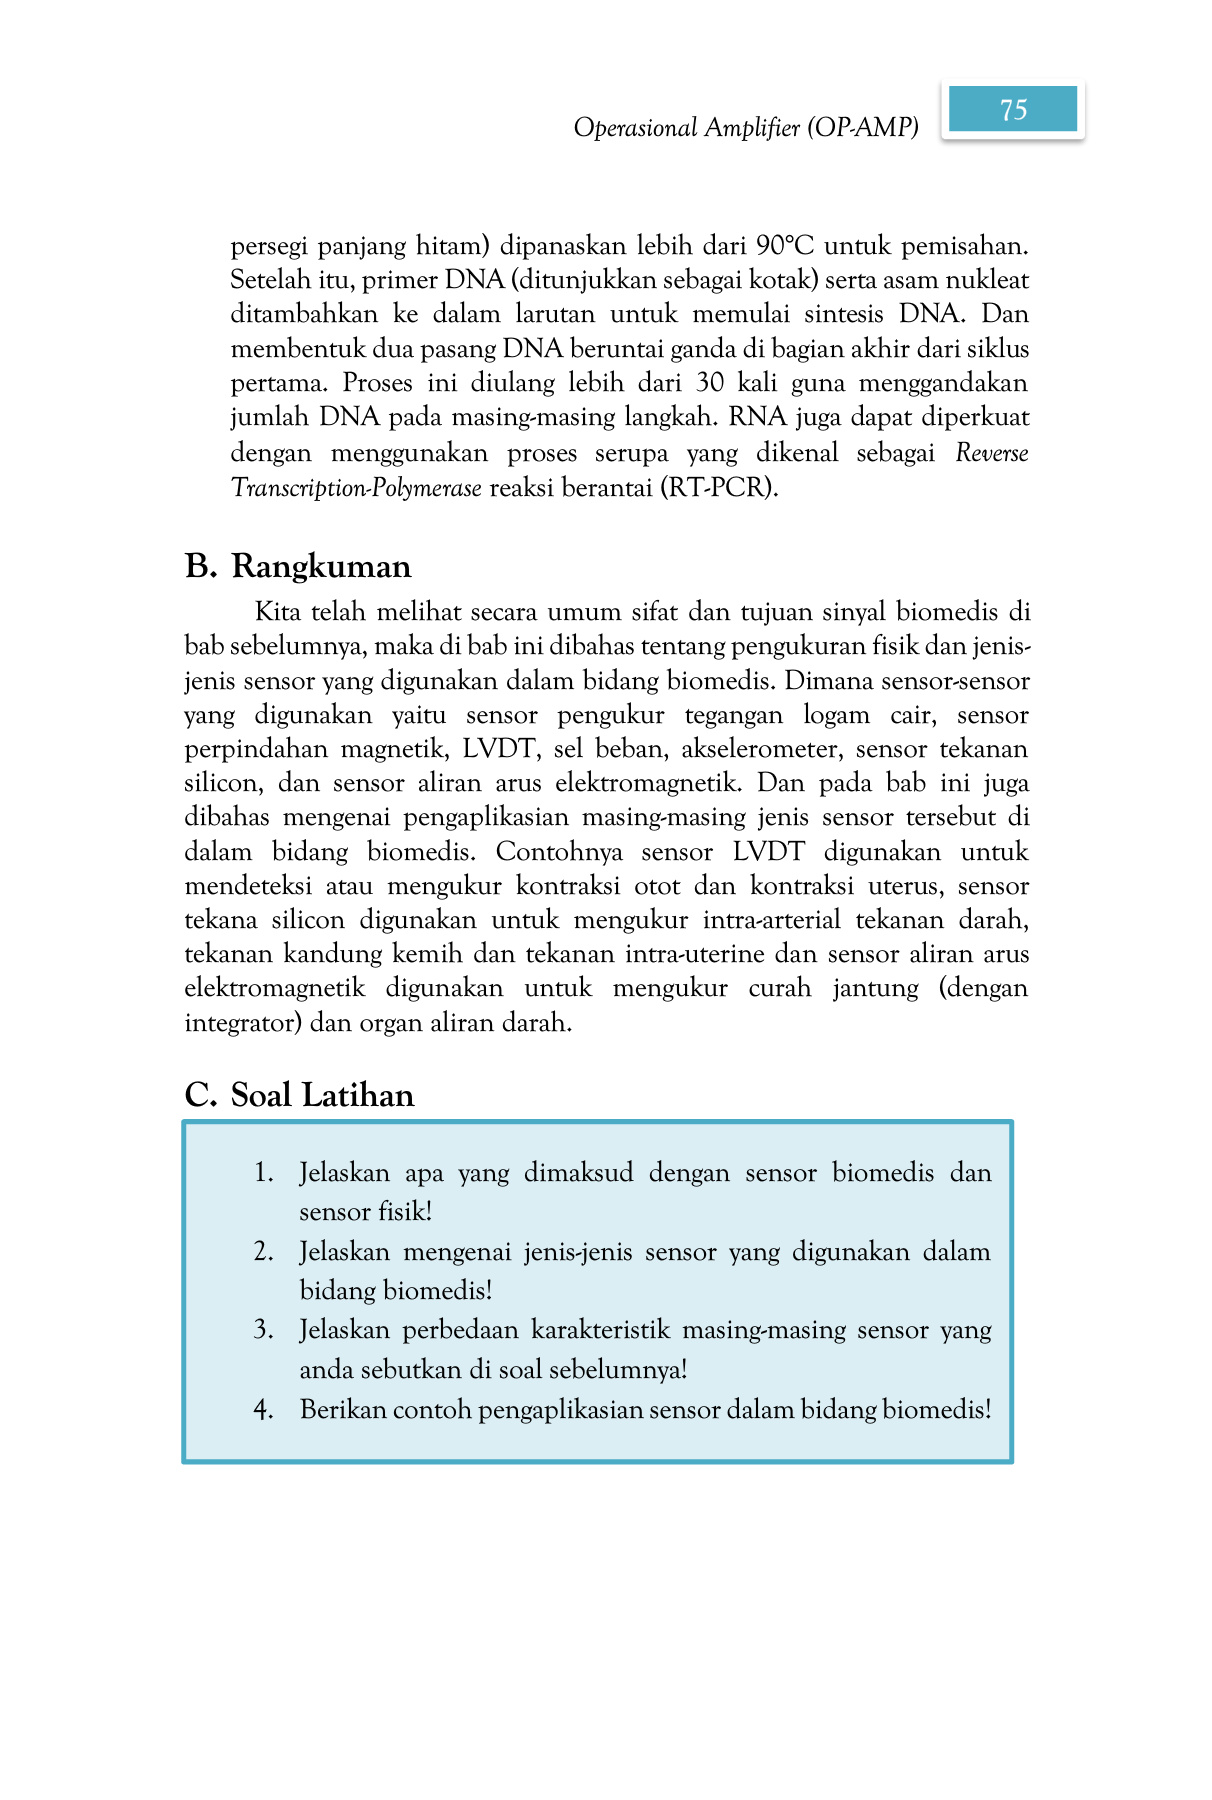 Operasional Amplifier (OP-AMP)
75
persegi panjang hitam) dipanaskan lebih dari 90°C untuk pemisahan.
Setelah itu, primer DNA (ditunjukkan sebagai kotak) serta asam nukleat
ditambahkan ke dalam larutan untuk memulai sintesis DNA. Dan
membentuk dua pasang DNA beruntai ganda di bagian akhir dari siklus
pertama. Proses ini diulang lebih dari 30 kali guna menggandakan
jumlah DNA pada masing-masing langkah. RNA juga dapat diperkuat
dengan menggunakan proses serupa yang dikenal sebagai Reverse
Transcription-Polymerase reaksi berantai (RT-PCR).
B. Rangkuman
Kita telah melihat secara umum sifat dan tujuan sinyal biomedis di
bab sebelumnya, maka di bab ini dibahas tentang pengukuran fisik dan jenis-
jenis sensor yang digunakan dalam bidang biomedis. Dimana sensor-sensor
yang digunakan yaitu sensor pengukur tegangan logam cair, sensor
perpindahan magnetik, LVDT, sel beban, akselerometer, sensor tekanan
silicon, dan sensor aliran arus elektromagnetik. Dan pada bab ini juga
dibahas mengenai pengaplikasian masing-masing jenis sensor tersebut di
dalam bidang biomedis. Contohnya sensor LVDT digunakan untuk
mendeteksi atau mengukur kontraksi otot dan kontraksi uterus, sensor
tekana silicon digunakan untuk mengukur intra-arterial tekanan darah,
tekanan kandung kemih dan tekanan intra-uterine dan sensor aliran arus
elektromagnetik digunakan untuk mengukur curah jantung (dengan
integrator) dan organ aliran darah.
C. Soal Latihan
1. Jelaskan apa yang dimaksud dengan sensor biomedis dan
sensor fisik!
2. Jelaskan mengenai jenis-jenis sensor yang digunakan dalam
bidang biomedis!
3. Jelaskan perbedaan karakteristik masing-masing sensor yang
anda sebutkan di soal sebelumnya!
4. Berikan contoh pengaplikasian sensor dalam bidang biomedis!